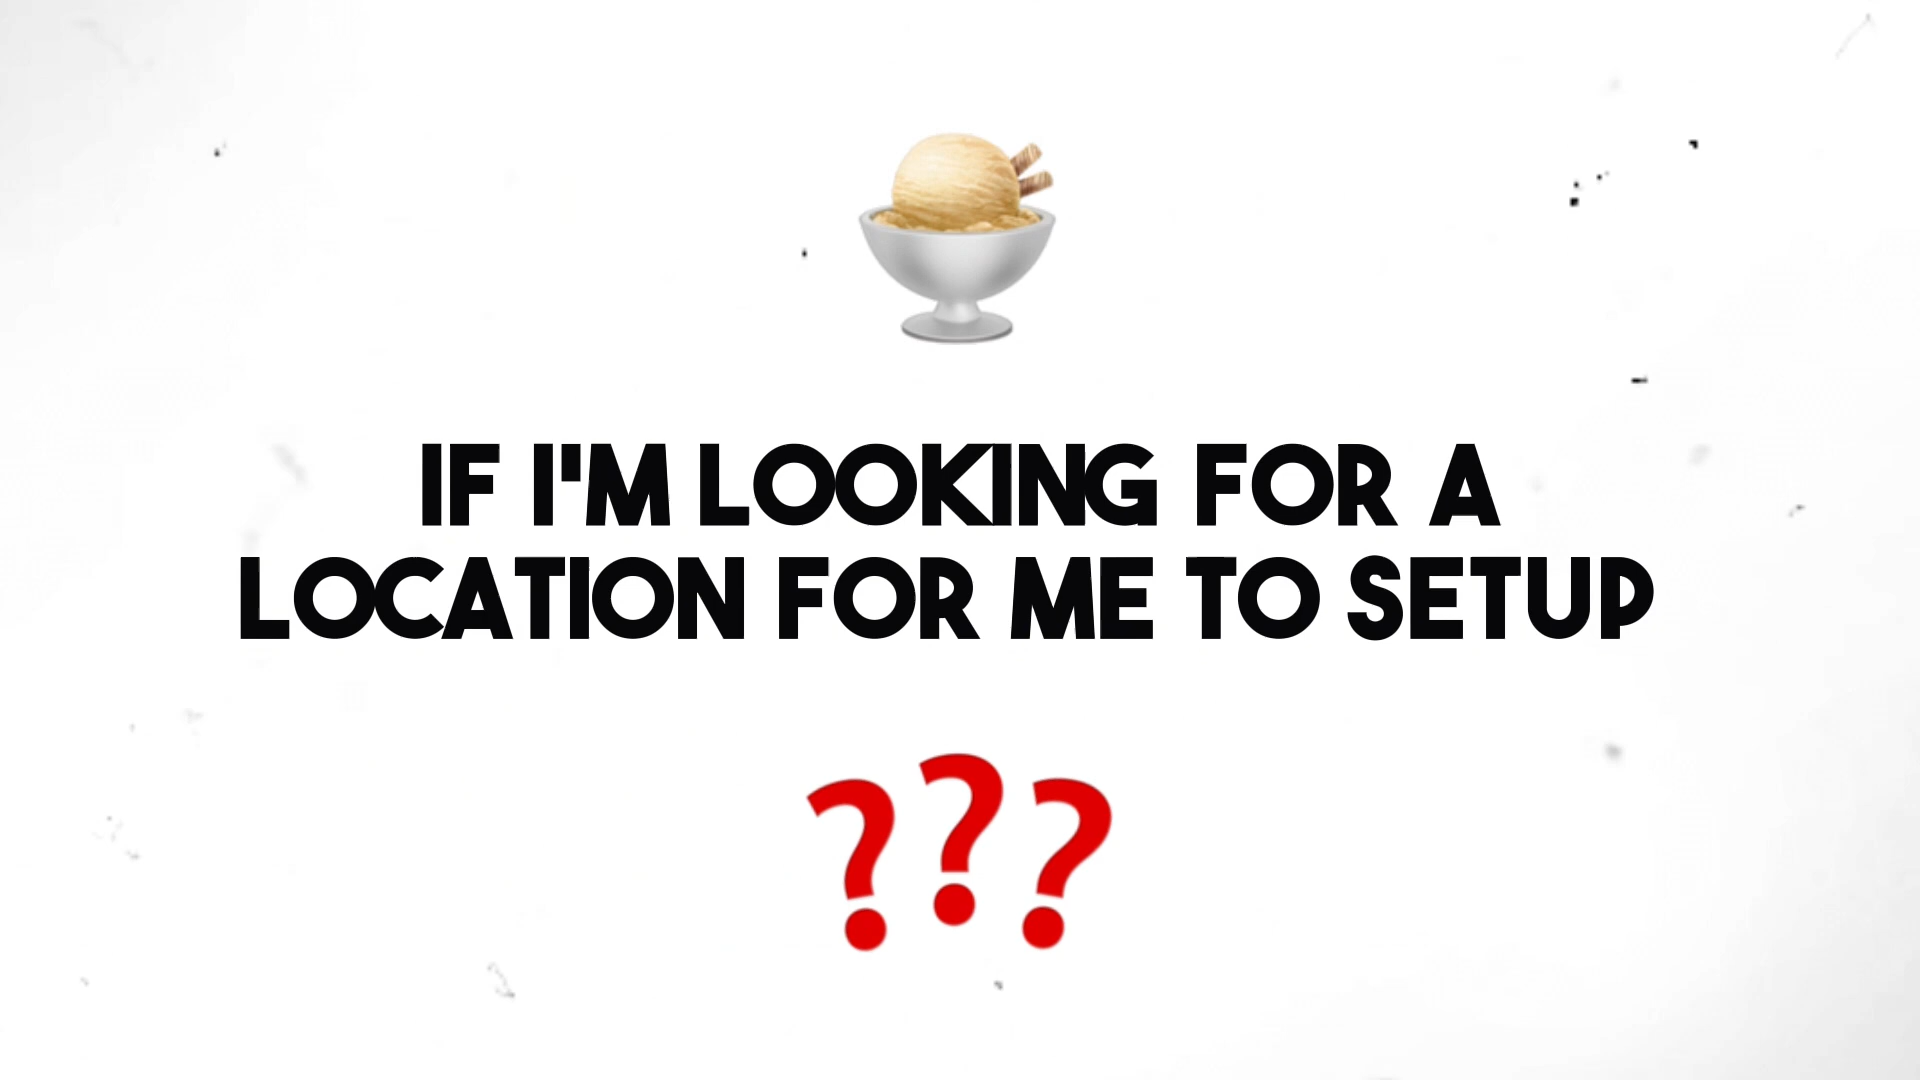 IF I'M LOOKING FOR A
LOCATION FOR ME TO SETUP
???